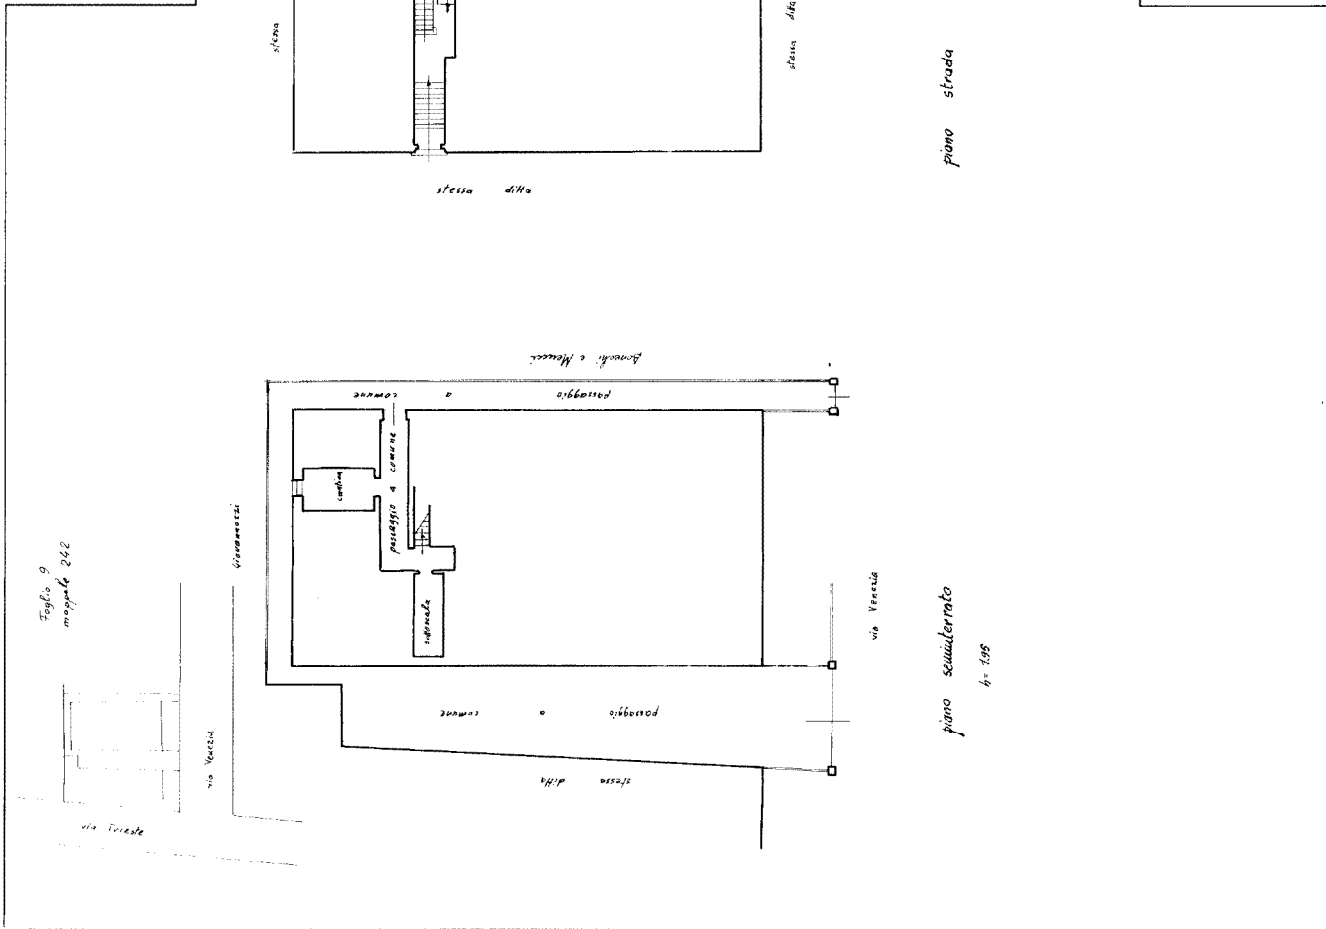 stessa
stessa ditta
piano strada
stessa ditta
Bonechi e Meucci
passaggio a comune
passaggio a comune
cantina
sottoscala
Giovannozzi
Foglio 9
mappale 242
via Venezia
piano seminterrato
h= 1.95
passaggio a comune
via Venezia
stessa ditta
via Trieste